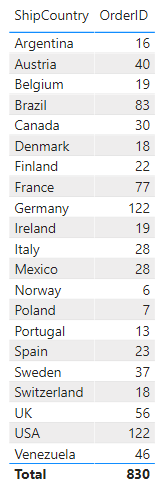 ShipCountry OrderID
Argentina 16
Austria 40
Belgium 19
Brazil 83
Canada 30
Denmark 18
Finland 22
France 77
Germany 122
Ireland 19
Italy 28
Mexico 28
Norway 6
Poland 7
Portugal 13
Spain 23
Sweden 37
Switzerland 18
UK 56
USA 122
Venezuela 46
Total 830